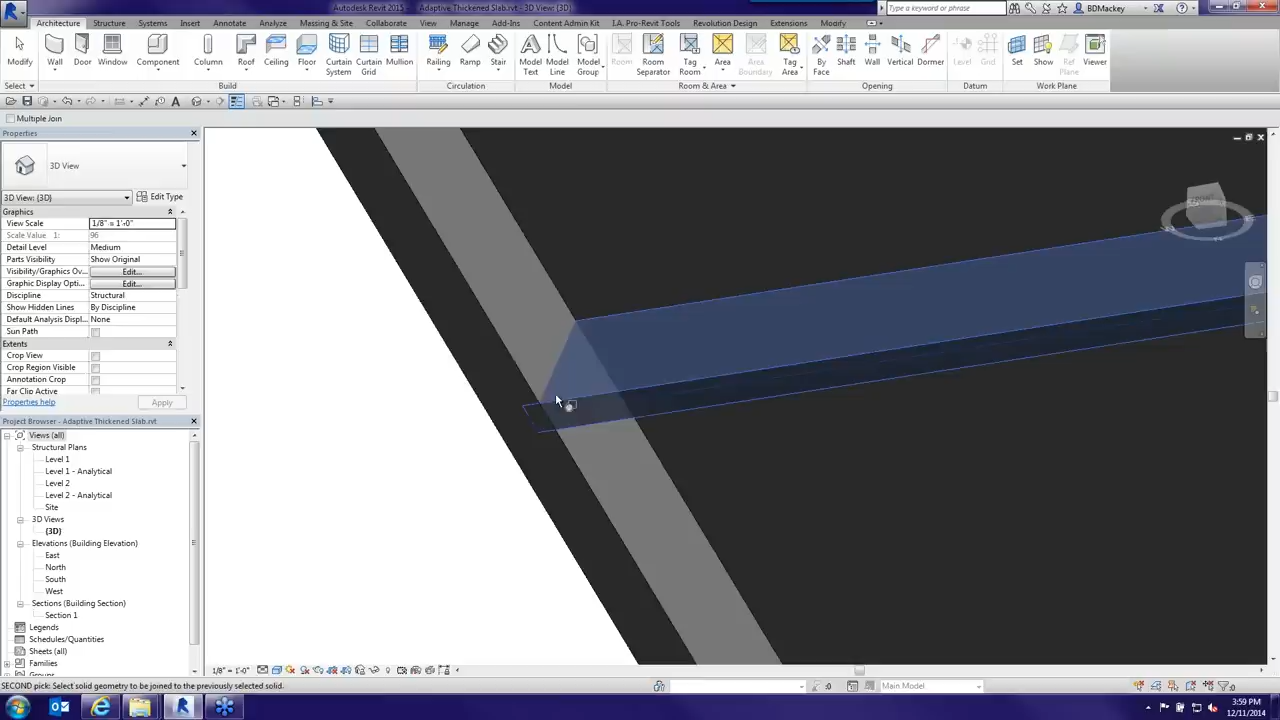 Autodesk Revit 2015 - Adaptive Thickened Slab.rvt - 3D View: {3D}
Type a keyword or phrase
BDMackey
Architecture Structure Systems Insert Annotate Analyze Massing & Site Collaborate View Manage Add-Ins Content Admin Kit I.A. Pro-Revit Tools Revolution Design Extensions Modify
Modify Wall Door Window Component Column Roof Ceiling Floor Curtain System Curtain Grid Mullion Railing Ramp Stair Model Text Model Line Model Group Room Room Separator Tag Room Area Area Boundary Tag Area By Face Shaft Wall Vertical Dormer Level Grid Set Show Ref Plane Viewer
Select Build Circulation Model Room & Area Opening Datum Work Plane
Multiple Join
Properties
3D View
3D View: {3D} Edit Type
Graphics
View Scale 1/8" = 1'-0"
Scale Value 1: 96
Detail Level Medium
Parts Visibility Show Original
Visibility/Graphics Ov... Edit...
Graphic Display Opti... Edit...
Discipline Structural
Show Hidden Lines By Discipline
Default Analysis Displ... None
Sun Path
Extents
Crop View
Crop Region Visible
Annotation Crop
Far Clip Active
Properties help Apply
Project Browser - Adaptive Thickened Slab.rvt
Views (all)
Structural Plans
Level 1
Level 1 - Analytical
Level 2
Level 2 - Analytical
Site
3D Views
{3D}
Elevations (Building Elevation)
East
North
South
West
Sections (Building Section)
Section 1
Legends
Schedules/Quantities
Sheets (all)
Families
Groups
1/8" = 1'-0"
SECOND pick: Select solid geometry to be joined to the previously selected solid.
:0
Main Model
:0
3:59 PM
12/11/2014